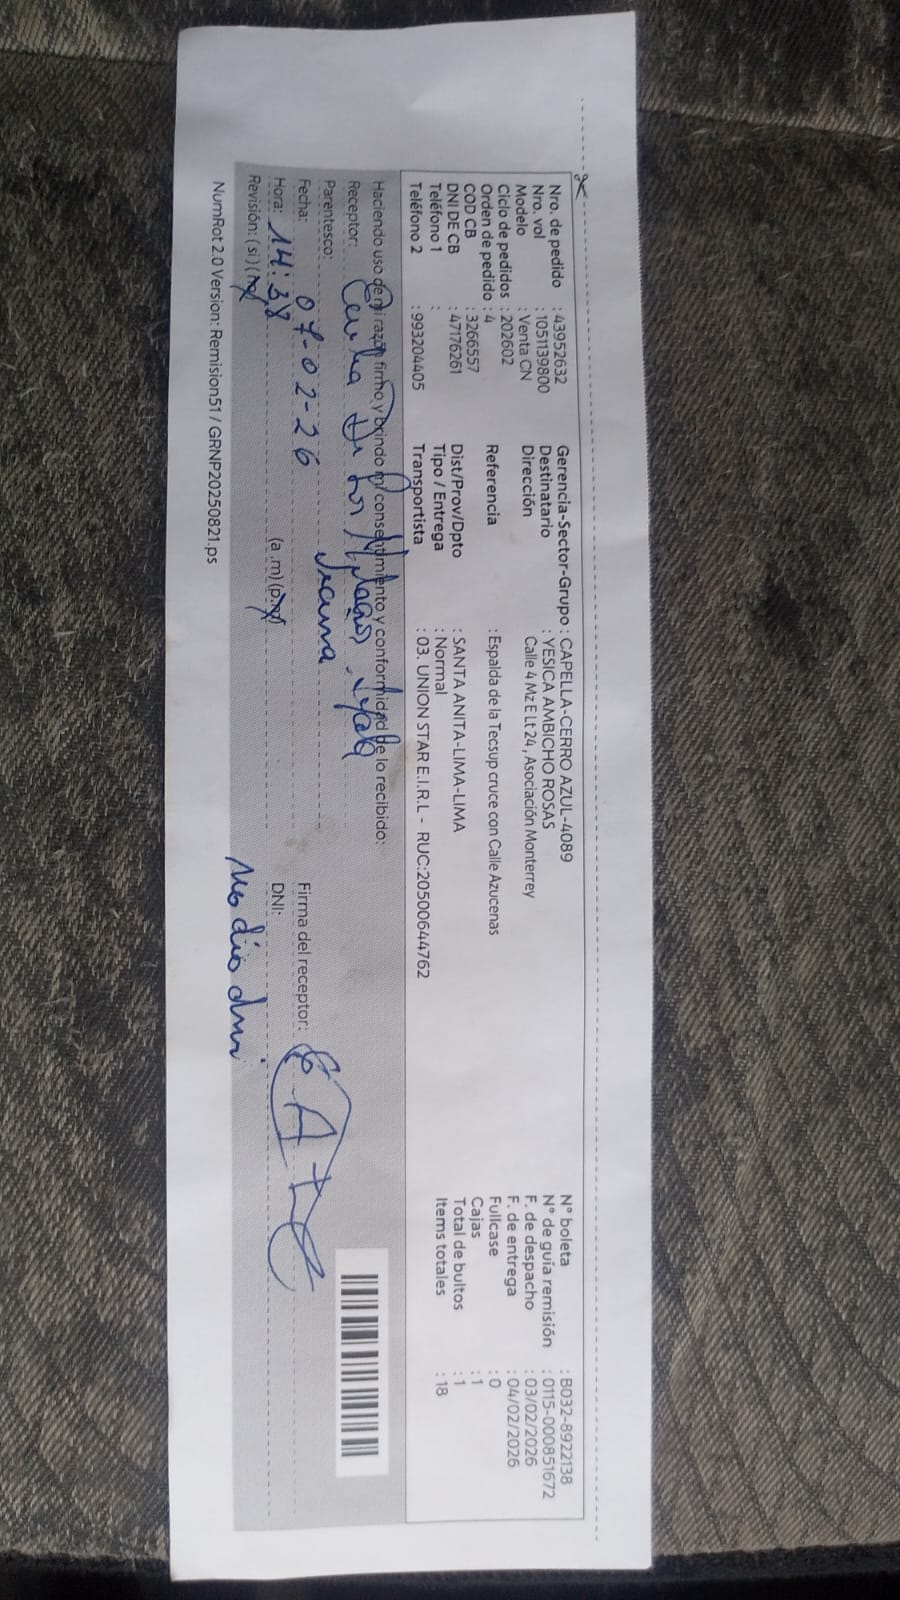 Nro. de pedido : 43952632
Nro. vol : 1051139800
Modelo : Venta CN
Ciclo de pedidos : 202602
Orden de pedido : 4
COD CB : 3266557
DNI DE CB : 47176261
Teléfono 1 :
Teléfono 2 : 993204405
Gerencia-Sector-Grupo : CAPELLA-CERRO AZUL-4089
Destinatario : YESICA AMBICHO ROSAS
Dirección Calle 4 Mz E Lt 24 , Asociación Monterrey
Referencia : Espalda de la Tecsup cruce con Calle Azucenas
Dist/Prov/Dpto : SANTA ANITA-LIMA-LIMA
Tipo / Entrega : Normal
Transportista : 03. UNION STAR E.I.R.L - RUC:20500644762
N° boleta : B032-8922138
N° de guia remisión : 0115-000851672
F. de despacho : 03/02/2026
F. de entrega : 04/02/2026
Fullcase : 0
Cajas : 1
Total de bultos : 1
Items totales : 18
Haciendo uso de mi razón firmo y brindo mi consentimiento y conformidad de lo recibido:
Receptor: De los
Parentesco: vecina
Fecha: 07-02-26
Hora: 14:38 (a .m) (p.m)
Revisión: ( si ) (no)
Firma del receptor:
DNI:
no dio dni
NumRot 2.0 Version: Remision51 / GRNP20250821.ps